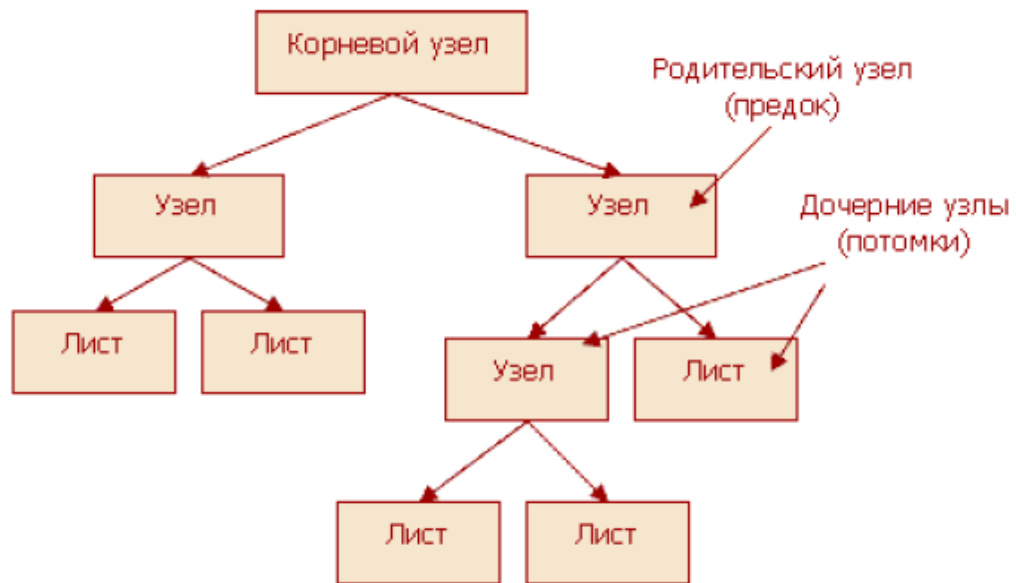 Корневой узел
Родительский узел
(предок)
Узел
Узел
Дочерние узлы
(потомки)
Лист
Лист
Узел
Лист
Лист
Лист